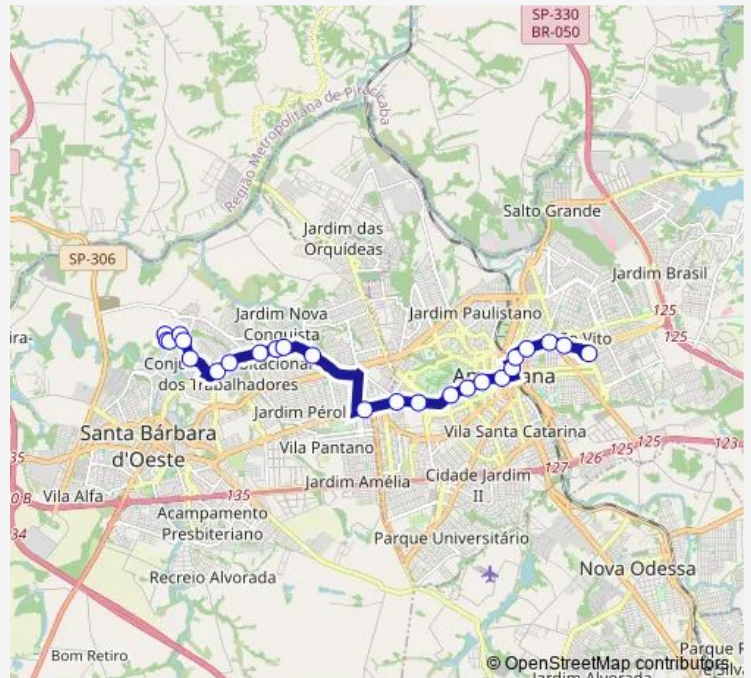 SP-330
BR-050
Região Metropolitana de Piracicaba
Salto Grande
Jardim das
Orquídeas
SP-306
Jardim Brasil
125
Jardim Nova
Conquista
Jardim Paulistano
125
dos Trabalhadores
Jardim Pérol
Santa Bárbara
d'Oeste
Vila Pantano
Vila Santa Catarina
127
126
125
125
123
Jardim Amélia
Cidade Jardim
II
Vila Alfa
135
Acampamento
Presbiteriano
Parque Universitário
Recreio Alvorada
Nova Odessa
Bom Retiro
© OpenStreetMap contributors